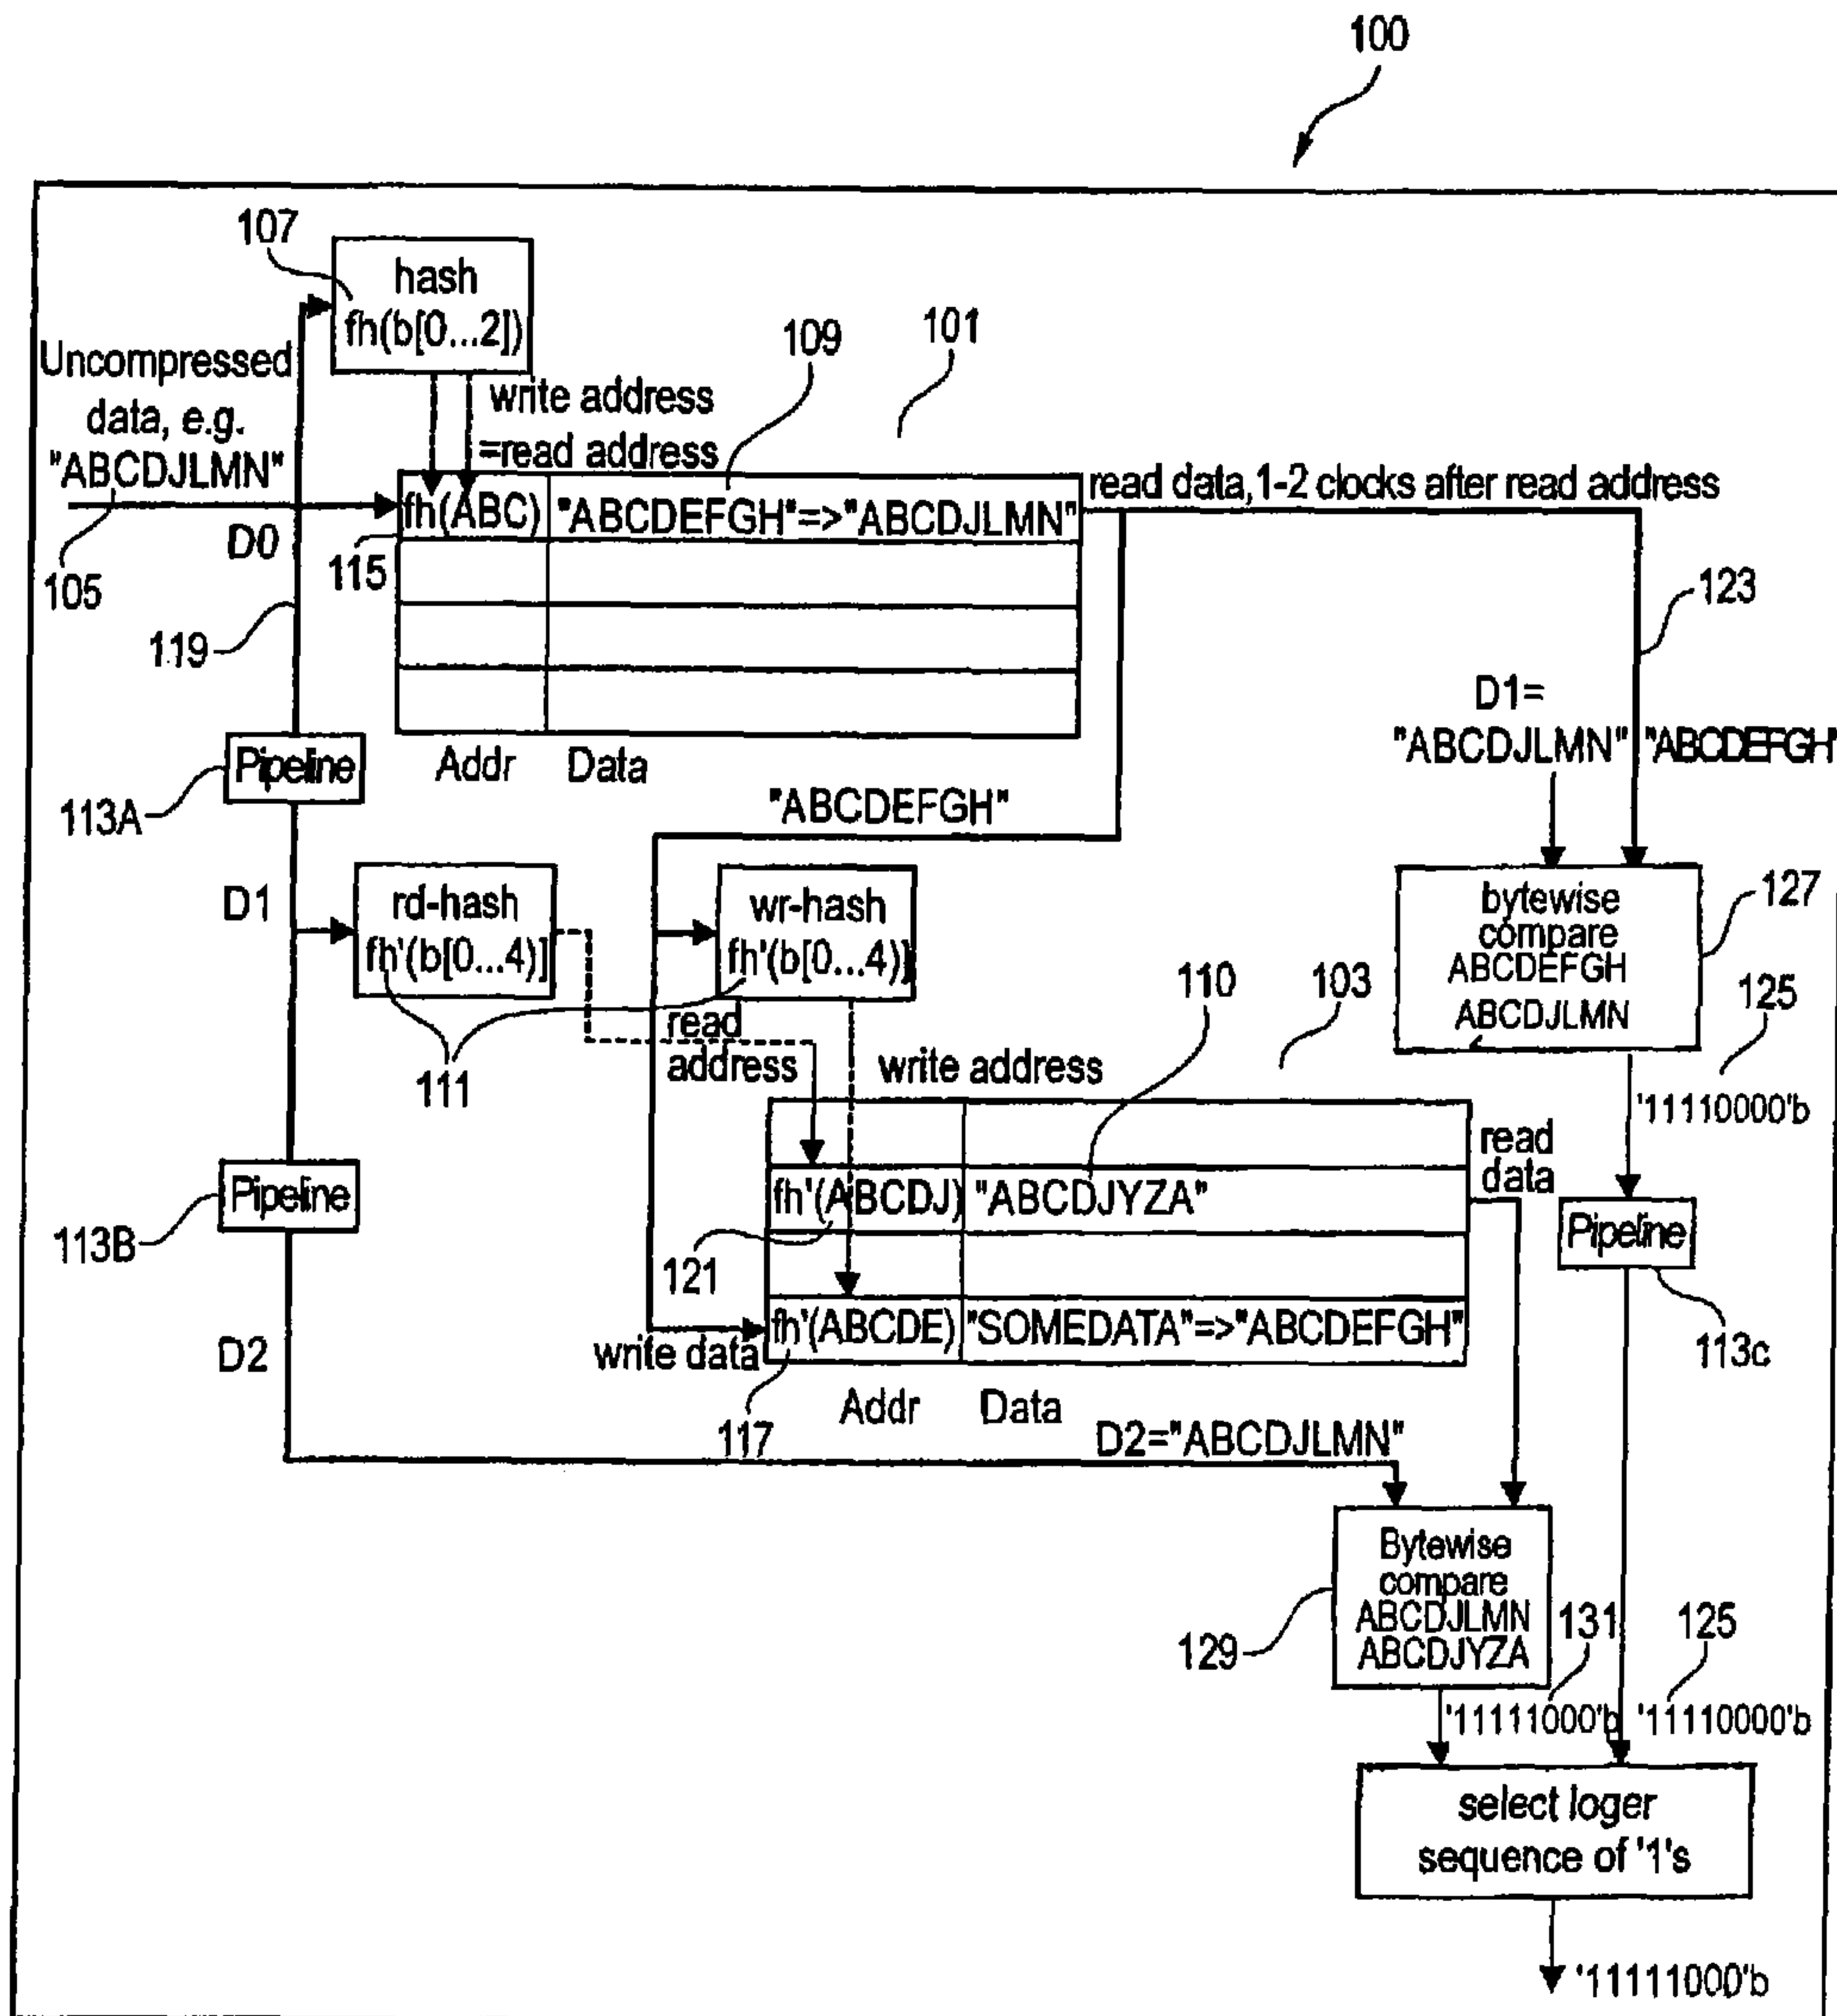 100
107
hash
fh(b[0...2])
109
101
Uncompressed
data, e.g.
"ABCDJLMN"
write address
=read address
fh(ABC)
"ABCDEFGH"=>"ABCDJLMN"
read data,1-2 clocks after read address
D0
105
115
119
123
D1=
"ABCDJLMN"
"ABCDEFGH"
Pipeline
Addr
Data
113A
"ABCDEFGH"
D1
rd-hash
fh'(b[0...4)]
wr-hash
fh'(b[0...4)]
bytewise
compare
ABCDEFGH
ABCDJLMN
127
111
read
address
write address
110
103
125
'11110000'b
Pipeline
113B
fh'(ABCDJ)
"ABCDJYZA"
read
data
Pipeline
121
113c
D2
write data
fh'(ABCDE)
"SOMEDATA"=>"ABCDEFGH"
117
Addr
Data
D2="ABCDJLMN"
Bytewise
compare
ABCDJLMN
ABCDJYZA
129
131
125
'11111000'b
'11110000'b
select loger
sequence of '1's
'11111000'b